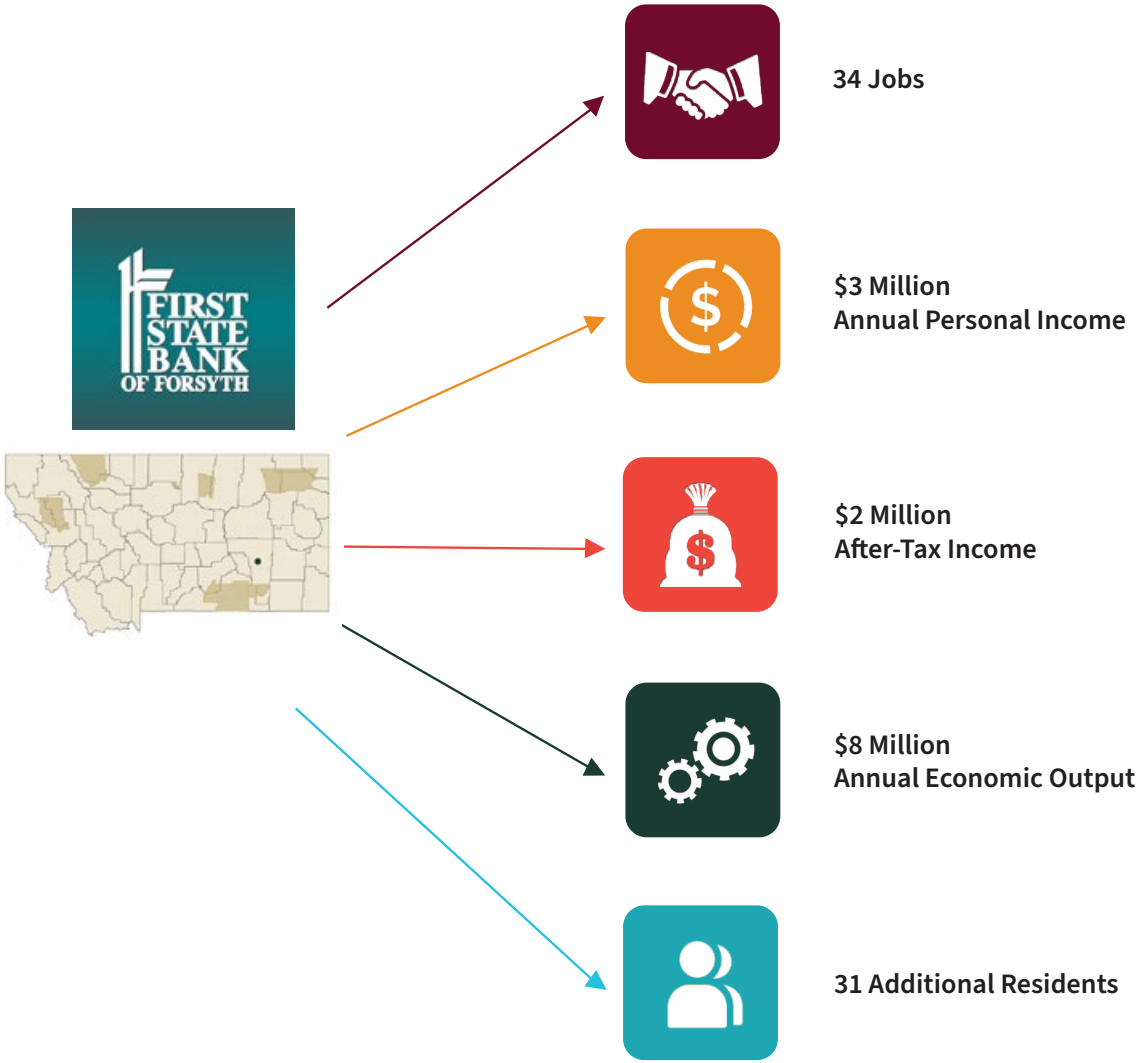 FIRST
STATE
BANK
OF FORSYTH
34 Jobs
$
$3 Million
Annual Personal Income
$
$2 Million
After-Tax Income
$8 Million
Annual Economic Output
31 Additional Residents